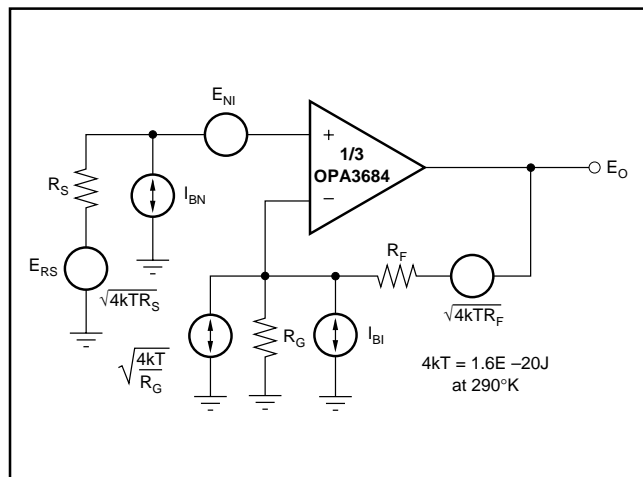 E_NI
+
1/3
OPA3684
−
E_O
R_S
I_BN
E_RS
√4kTR_S
R_F
√4kTR_F
√4kT/R_G
R_G
I_BI
4kT = 1.6E –20J
at 290°K